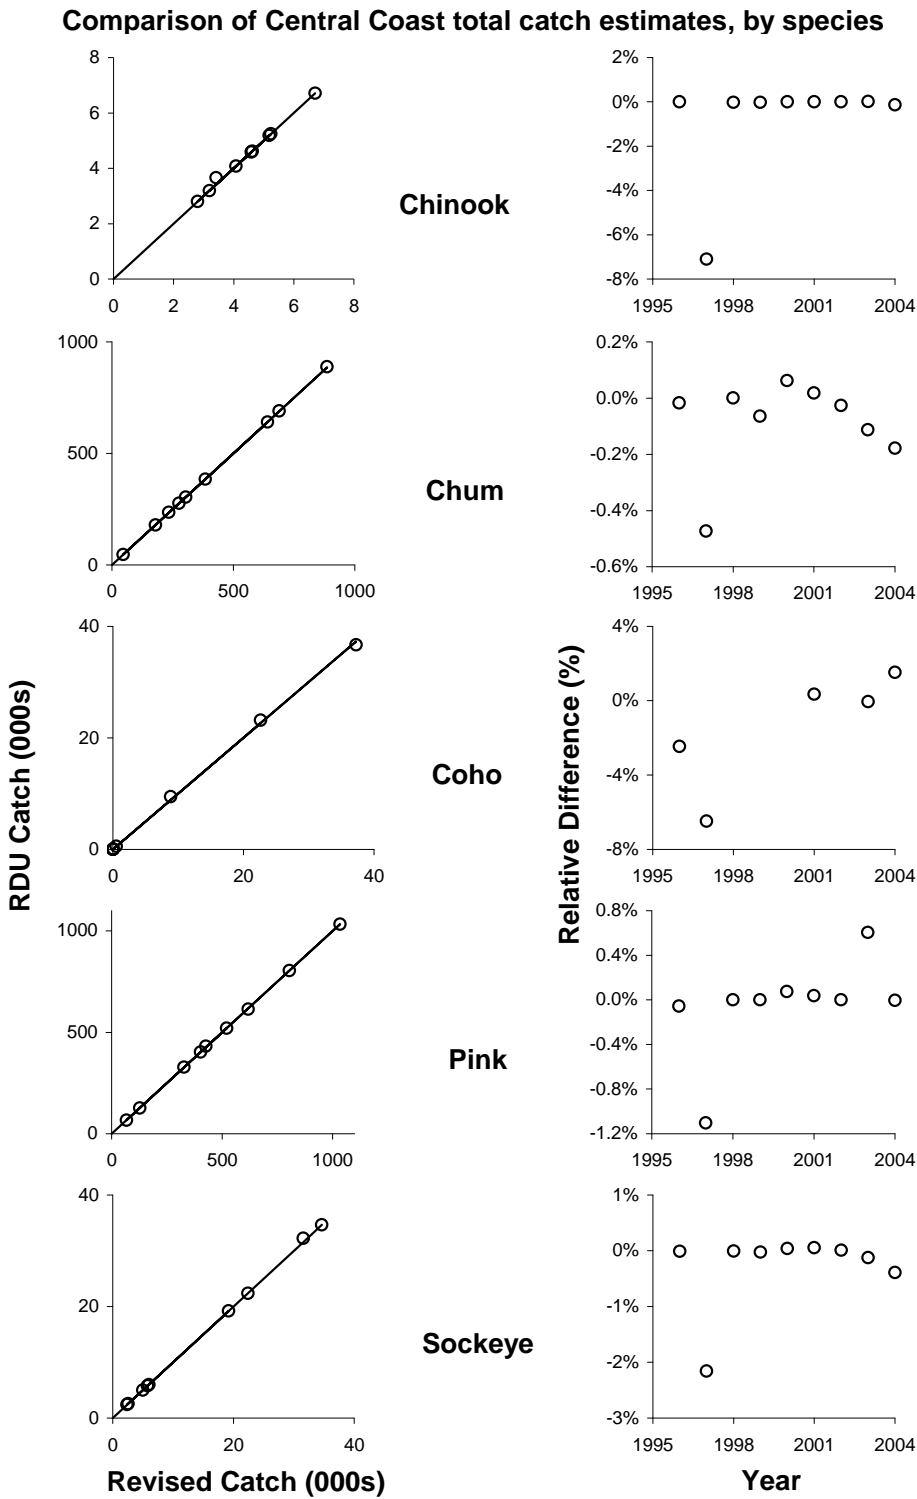 Comparison of Central Coast total catch estimates, by species
8
6
4
2
0
0 2 4 6 8
Chinook
2%
0%
-2%
-4%
-6%
-8%
1995 1998 2001 2004
1000
500
0
0 500 1000
Chum
0.2%
0.0%
-0.2%
-0.4%
-0.6%
1995 1998 2001 2004
RDU Catch (000s)
40
20
0
0 20 40
Coho
Relative Difference (%)
4%
0%
-4%
-8%
1995 1998 2001 2004
1000
500
0
0 500 1000
Pink
0.8%
0.4%
0.0%
-0.4%
-0.8%
-1.2%
1995 1998 2001 2004
40
20
0
0 20 40
Sockeye
1%
0%
-1%
-2%
-3%
1995 1998 2001 2004
Revised Catch (000s)
Year